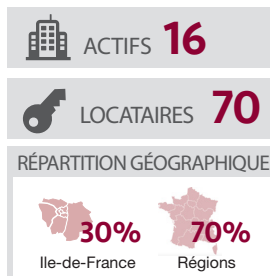 ACTIFS 16
LOCATAIRES 70
RÉPARTITION GÉOGRAPHIQUE
30% 70%
Ile-de-France Régions